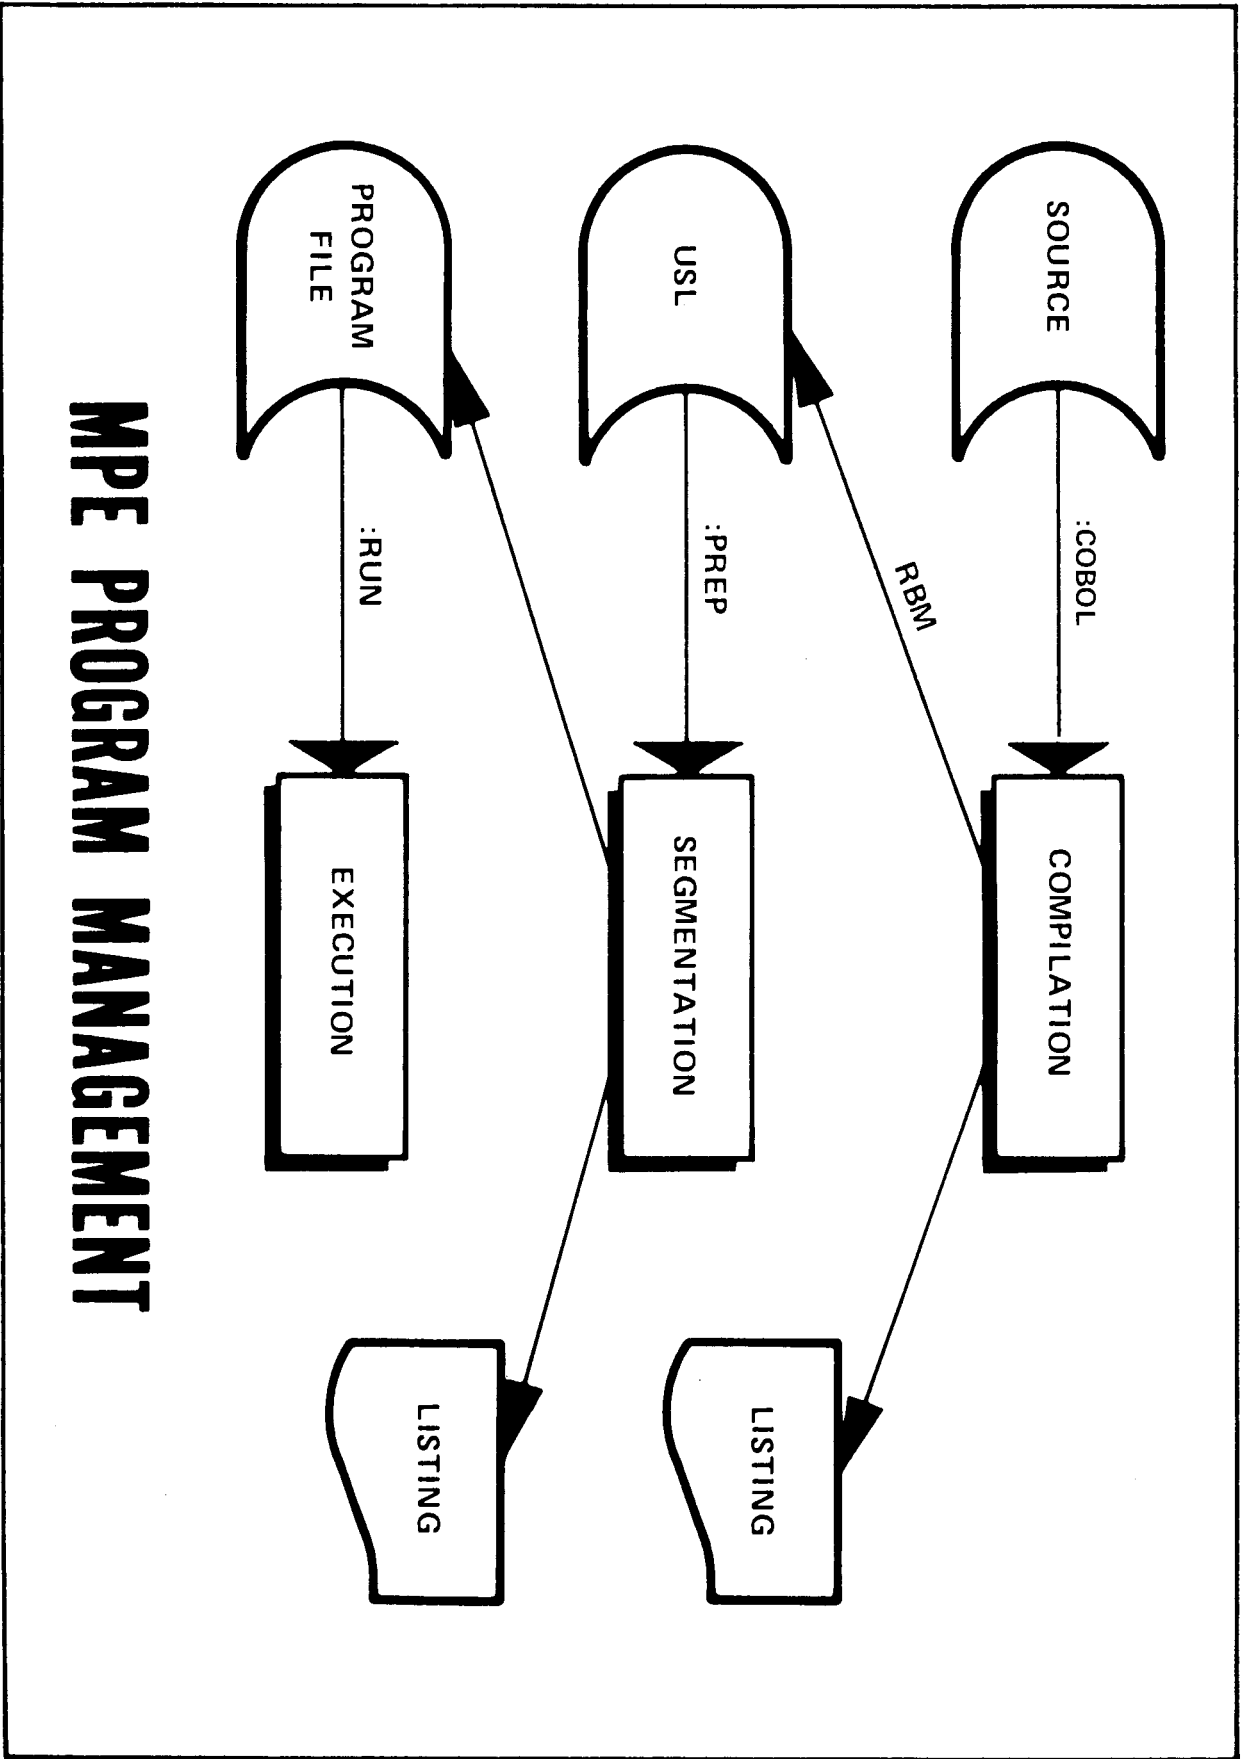 SOURCE
:COBOL
COMPILATION
RBM
USL
:PREP
SEGMENTATION
LISTING
PROGRAM
FILE
:RUN
EXECUTION
LISTING
MPE PROGRAM MANAGEMENT